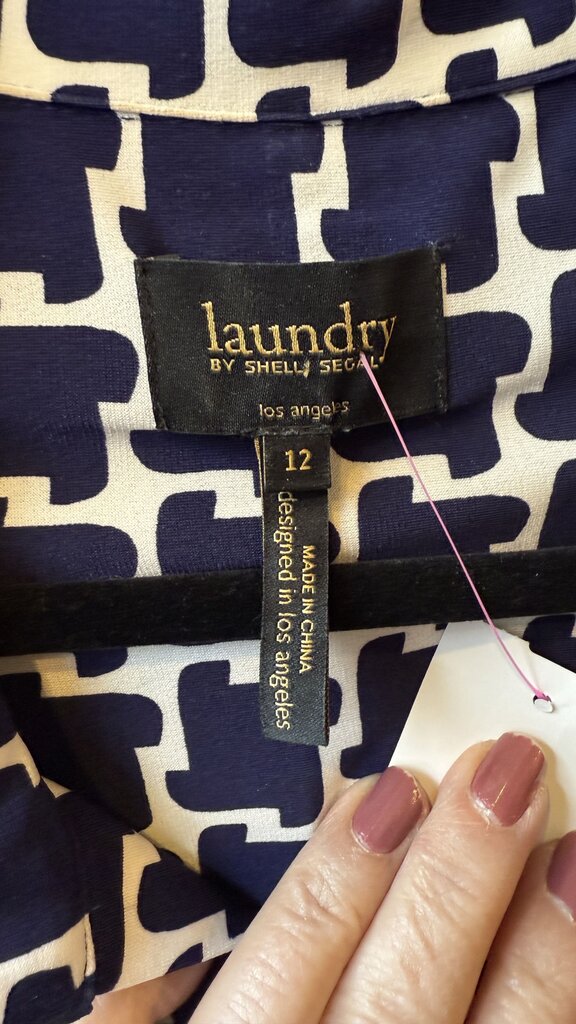 laundry
BY SHELLI SEGAL
los angeles
12
MADE IN CHINA
designed in los angeles